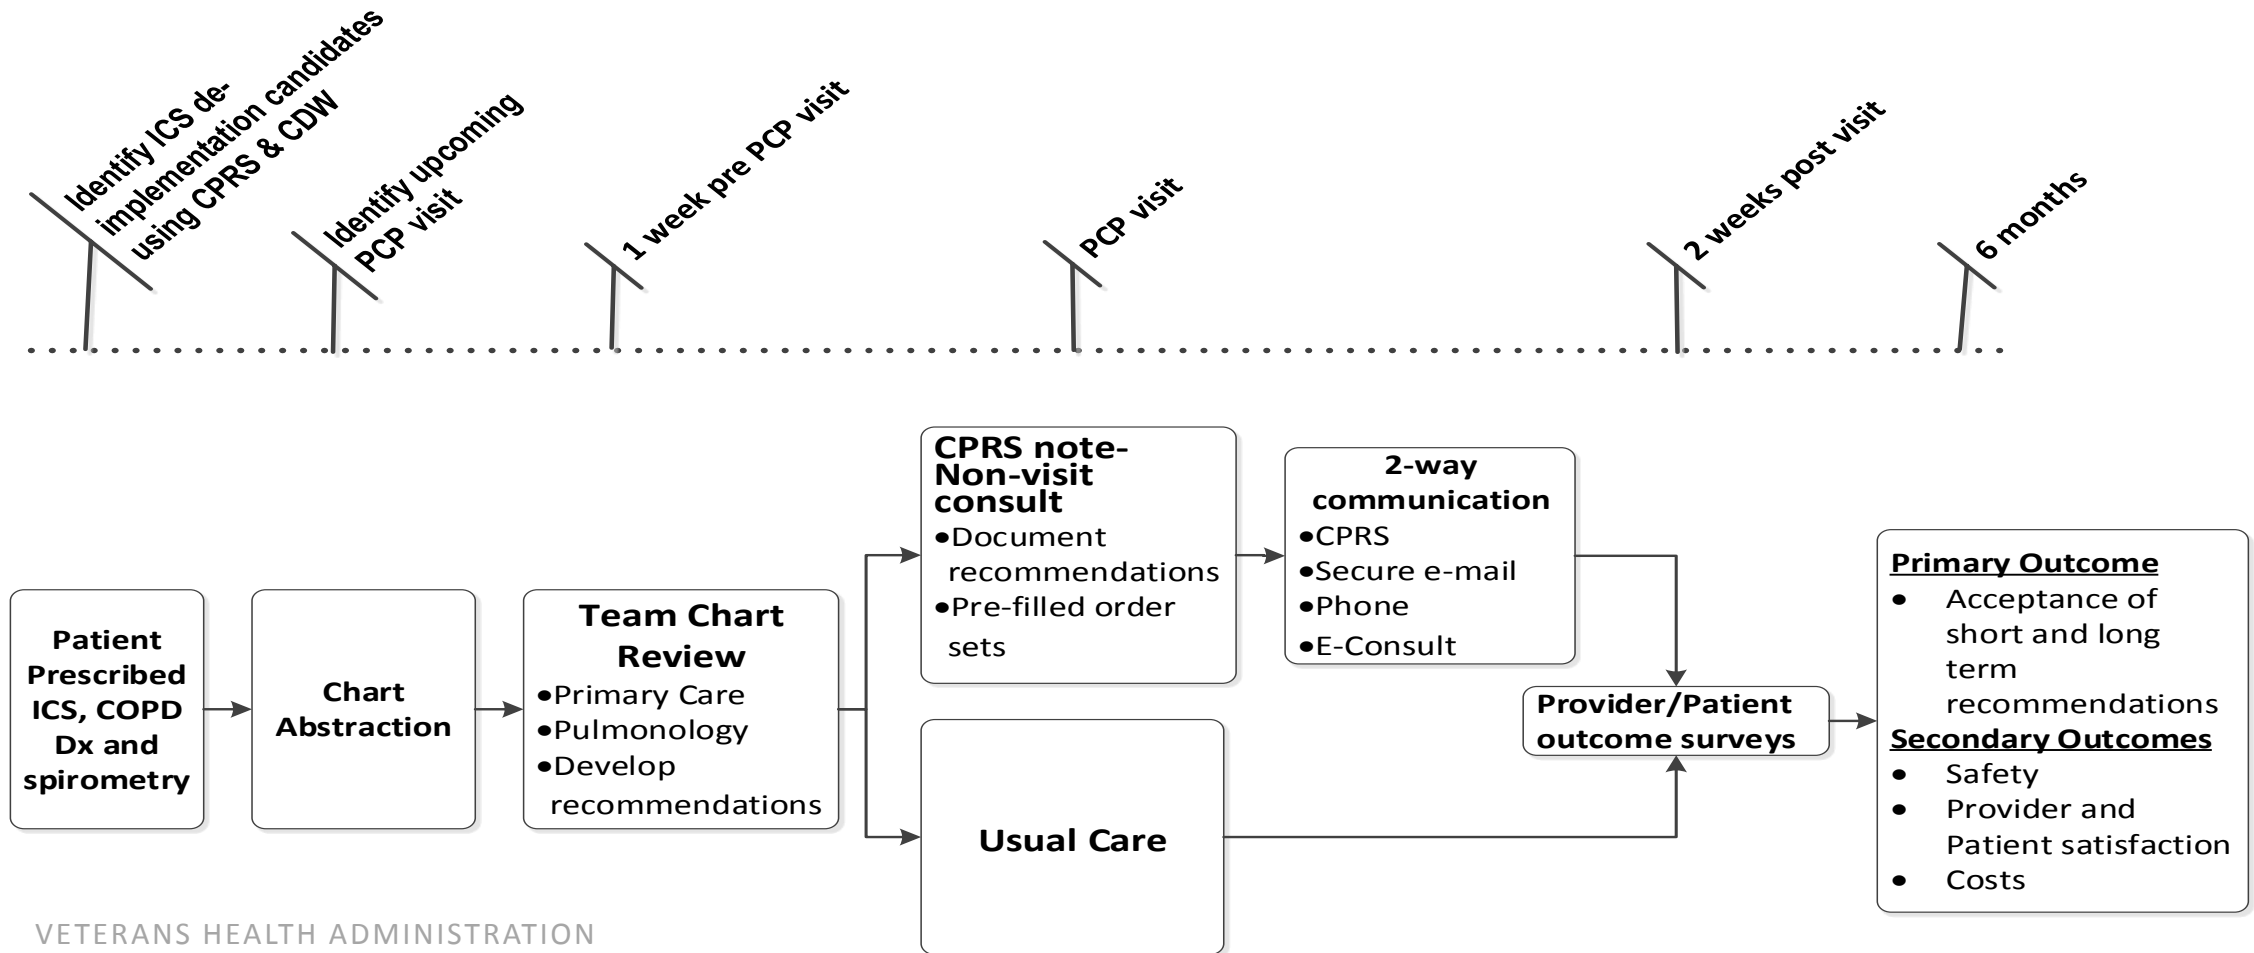 Identify ICS de-
implementation candidates
using CPRS & CDW
Identify upcoming
PCP visit
1 week pre PCP visit
PCP visit
2 weeks post visit
6 months
Patient
Prescribed
ICS, COPD
Dx and
spirometry
Chart
Abstraction
Team Chart
Review
•Primary Care
•Pulmonology
•Develop
recommendations
CPRS note-
Non-visit
consult
•Document
recommendations
•Pre-filled order
sets
2-way
communication
•CPRS
•Secure e-mail
•Phone
•E-Consult
Usual Care
Provider/Patient
outcome surveys
Primary Outcome
• Acceptance of
short and long
term
recommendations
Secondary Outcomes
• Safety
• Provider and
Patient satisfaction
• Costs
VETERANS HEALTH ADMINISTRATION